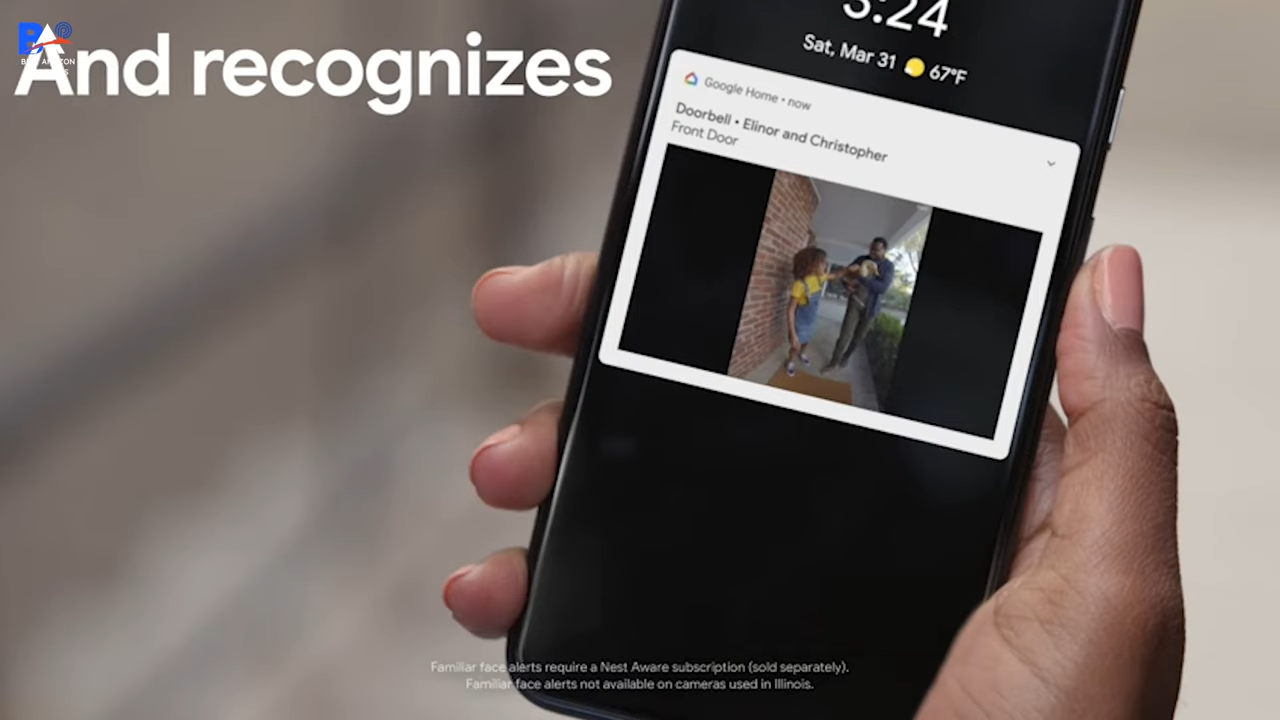 And recognizes
3:24
Sat, Mar 31 67°F
Google Home • now
Doorbell • Elinor and Christopher
Front Door
Familiar face alerts require a Nest Aware subscription (sold separately).
Familiar face alerts not available on cameras used in Illinois.